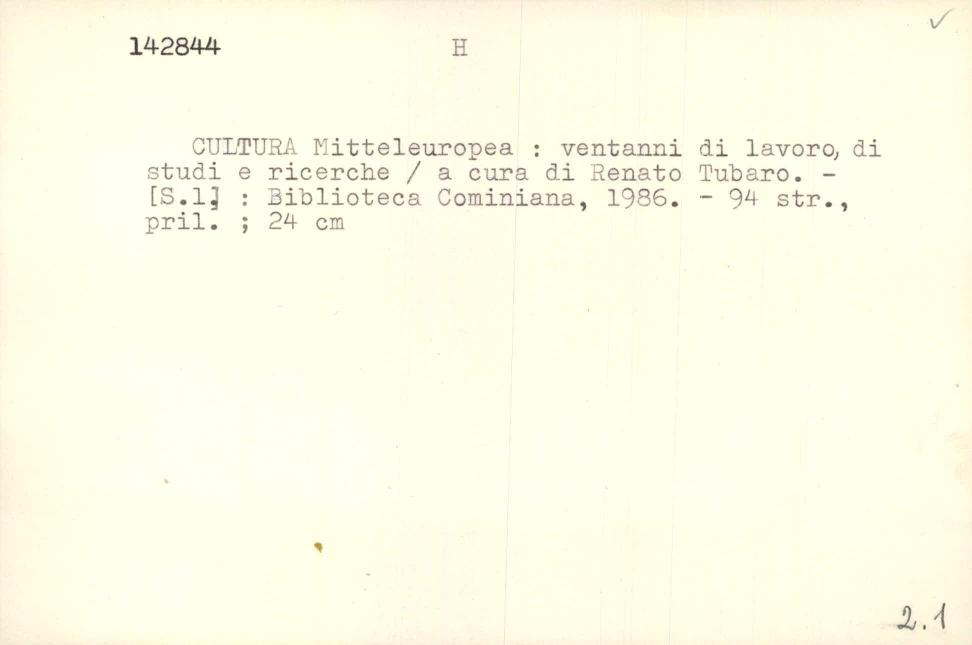 142844 H
CULTURA Mitteleuropea : ventanni di lavoro, di
studi e ricerche / a cura di Renato Tubaro. -
[S.l.] : Biblioteca Cominiana, 1986. - 94 str.,
pril. ; 24 cm
2.1